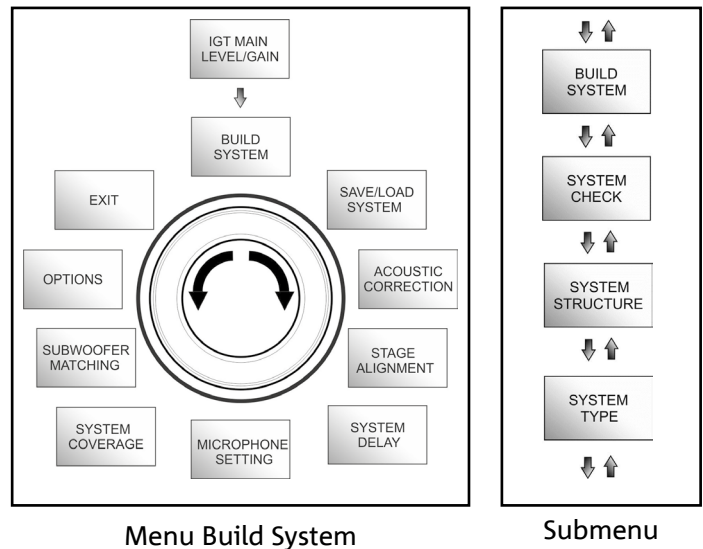 IGT MAIN
LEVEL/GAIN
BUILD
SYSTEM
EXIT
SAVE/LOAD
SYSTEM
OPTIONS
ACOUSTIC
CORRECTION
SUBWOOFER
MATCHING
STAGE
ALIGNMENT
SYSTEM
COVERAGE
MICROPHONE
SETTING
SYSTEM
DELAY
Menu Build System
BUILD
SYSTEM
SYSTEM
CHECK
SYSTEM
STRUCTURE
SYSTEM
TYPE
Submenu